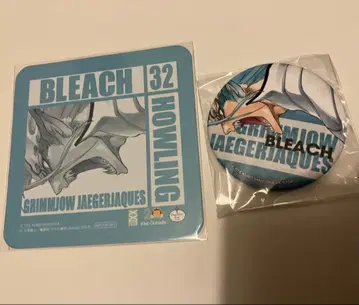 BLEACH
32
HOWLING
GRIMMJOW JAEGERJAQUES
GRIMMJOW
BLEACH
JAEGERJAQUES